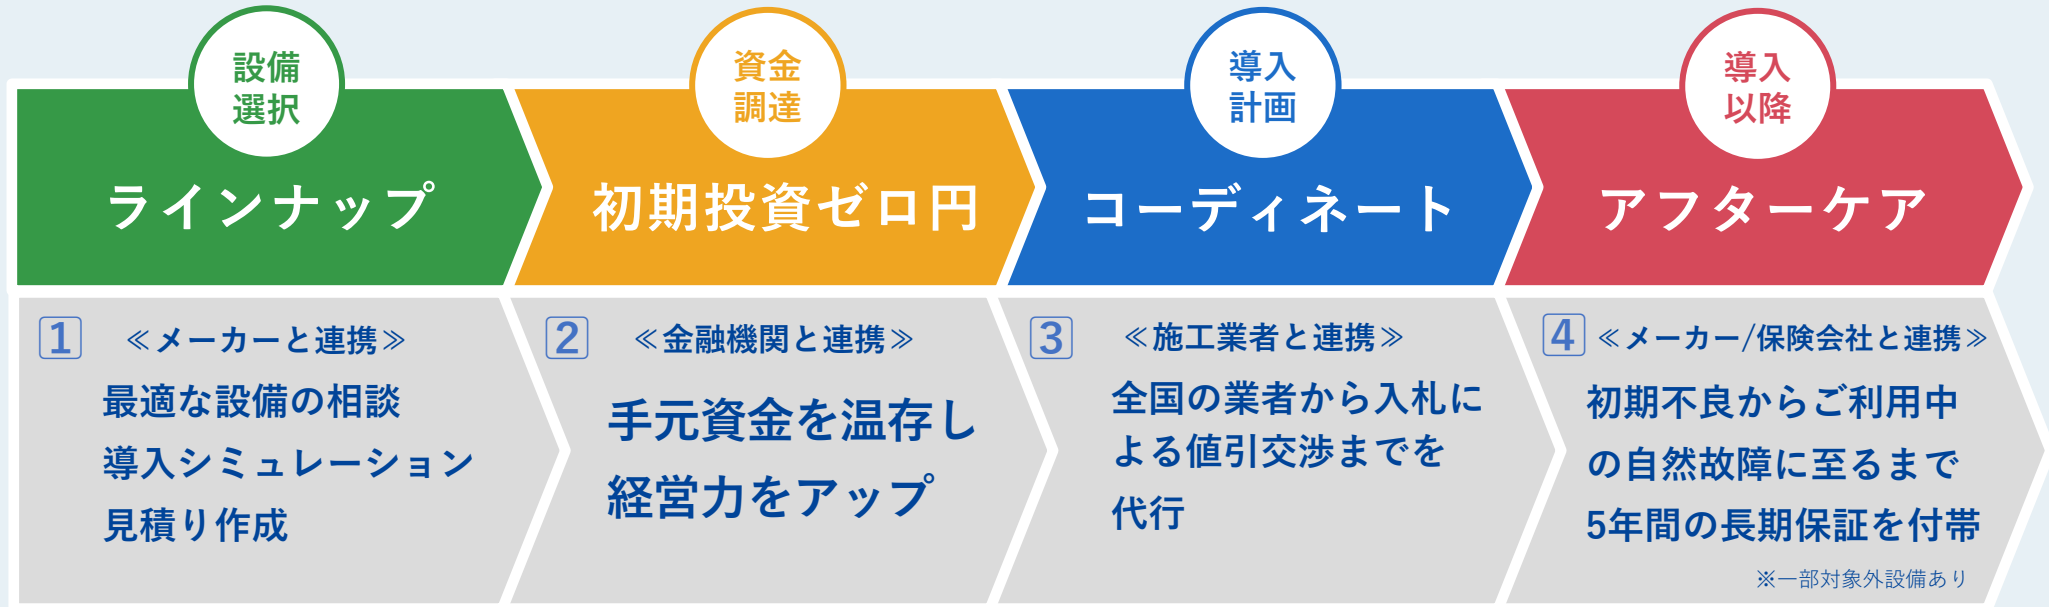 設備
選択
ラインナップ
資金
調達
初期投資ゼロ円
導入
計画
コーディネート
導入
以降
アフターケア
1
≪メーカーと連携≫
最適な設備の相談
導入シミュレーション
見積り作成
2
≪金融機関と連携≫
手元資金を温存し
経営力をアップ
3
≪施工業者と連携≫
全国の業者から入札に
よる値引交渉までを
代行
4
≪メーカー/保険会社と連携≫
初期不良からご利用中
の自然故障に至るまで
5年間の長期保証を付帯
※一部対象外設備あり